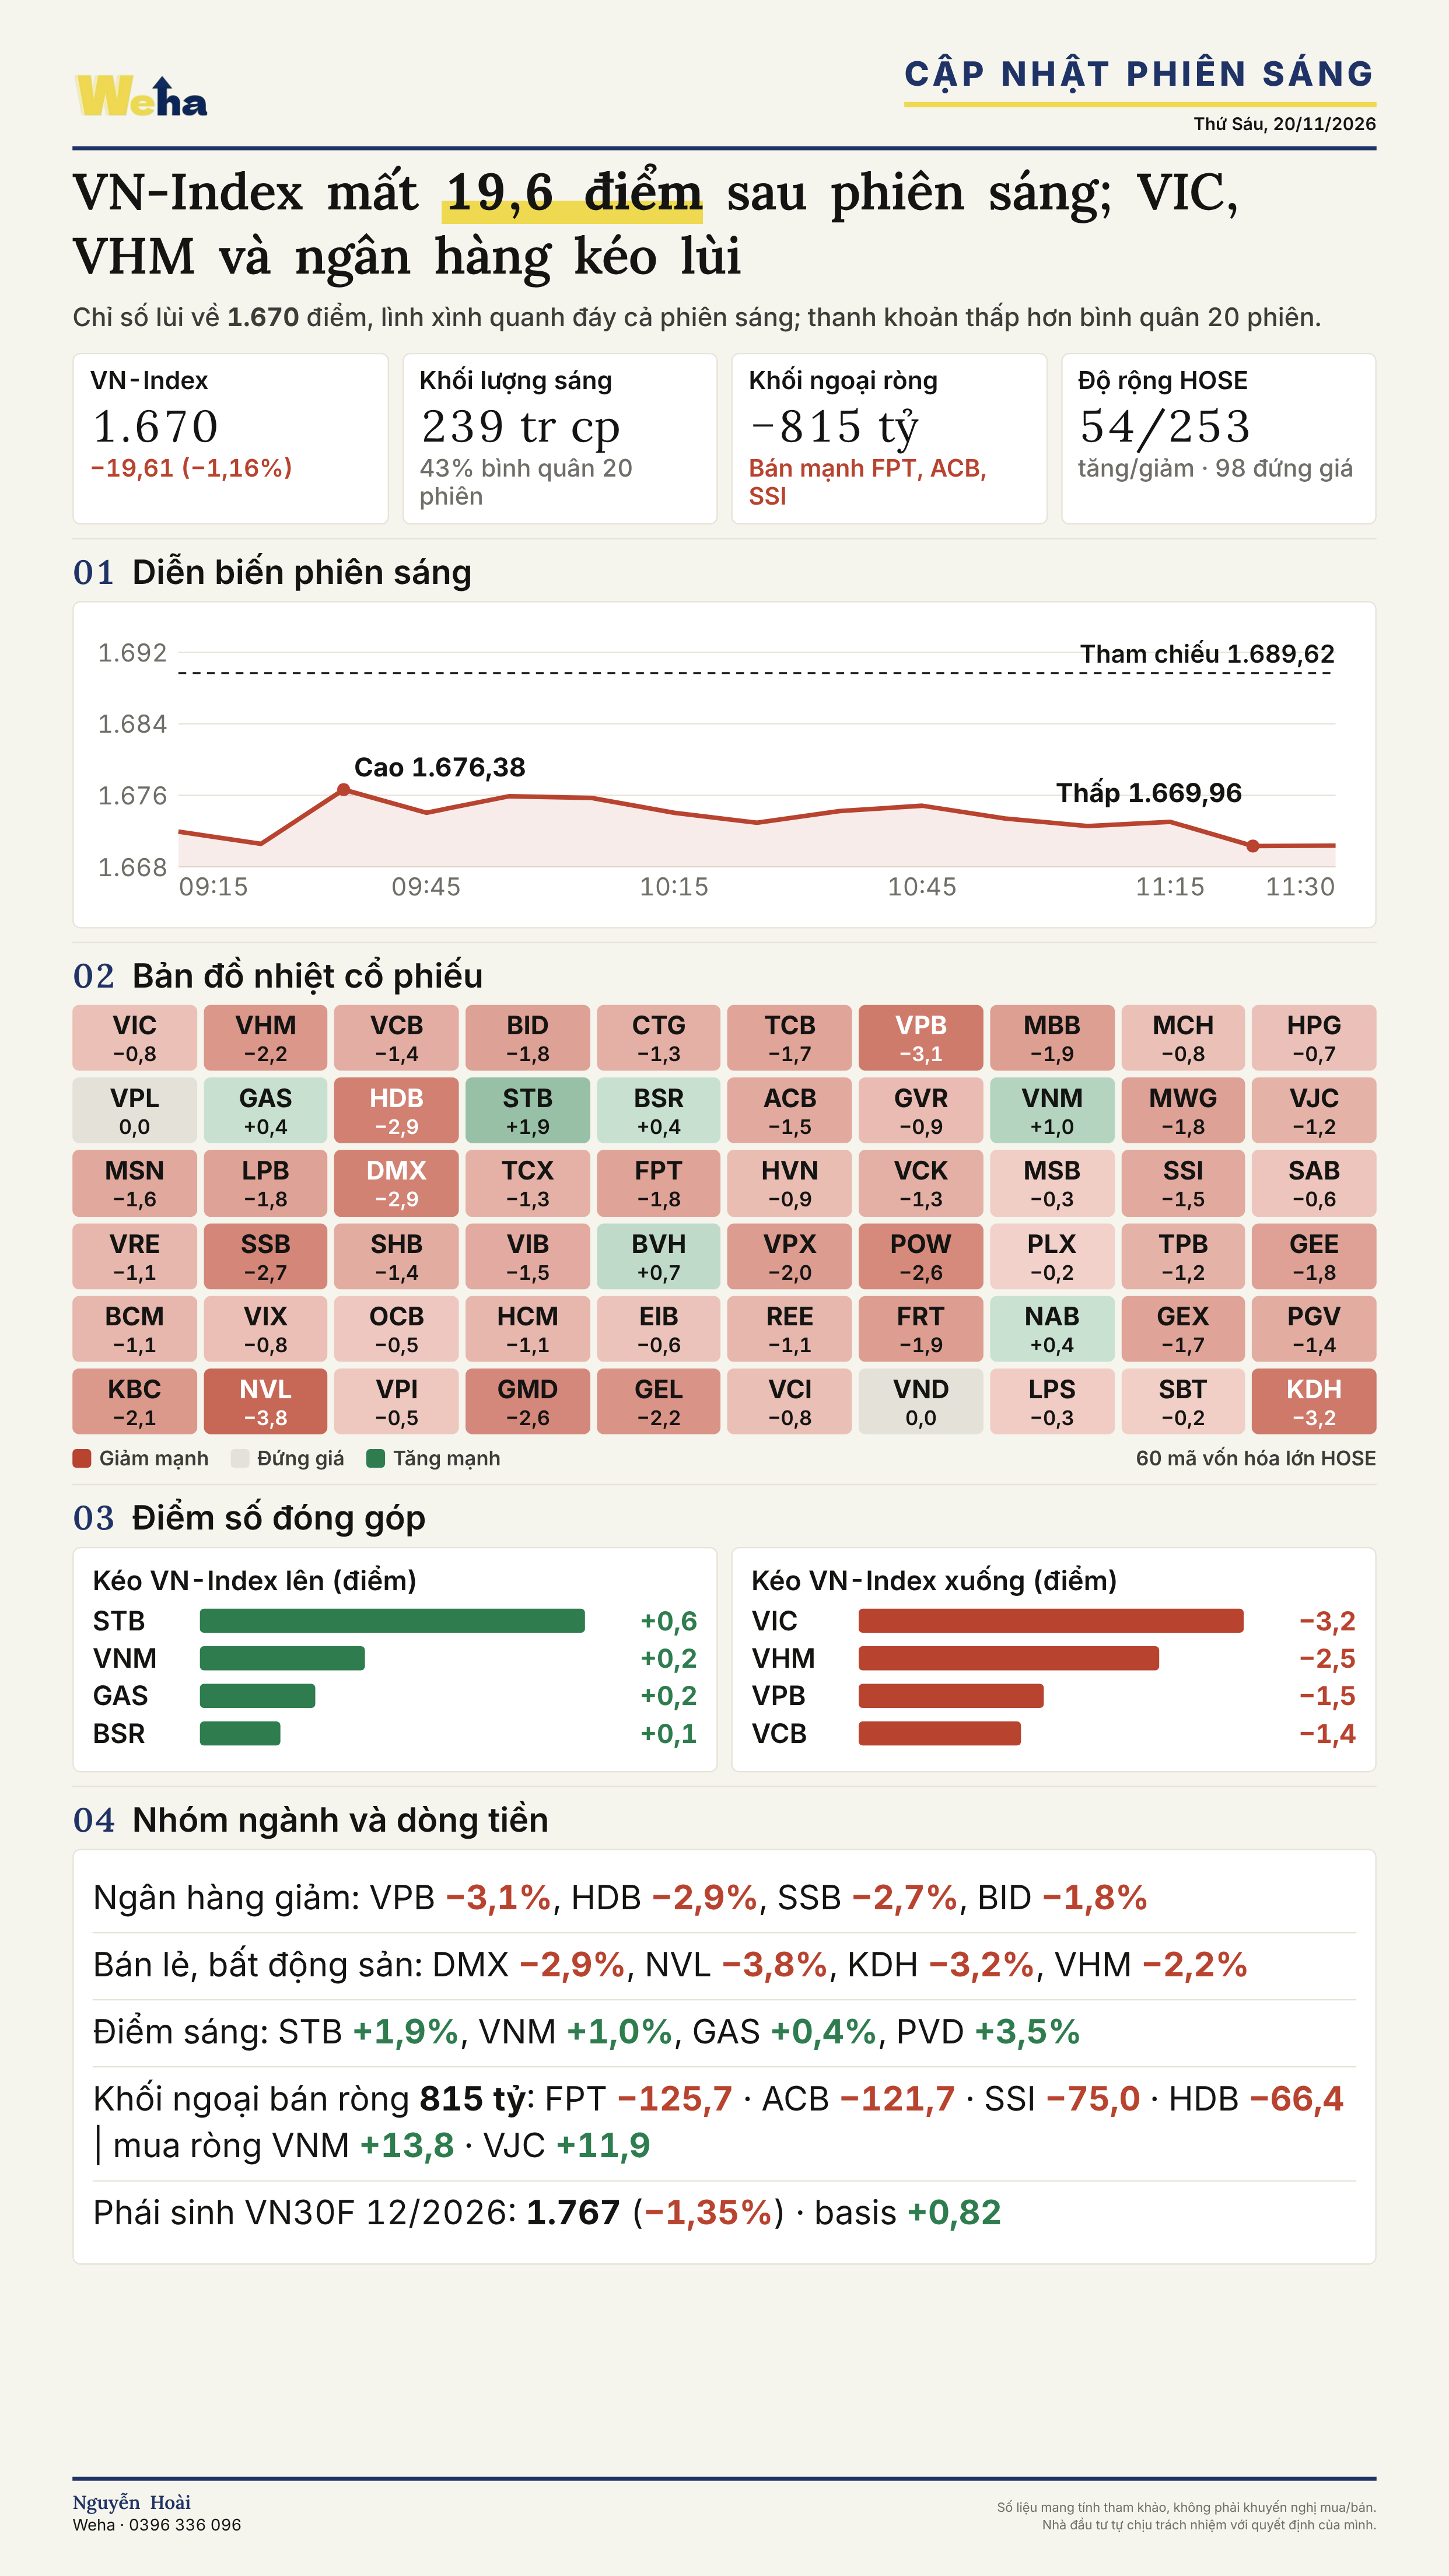 Weha
CẬP NHẬT PHIÊN SÁNG
Thứ Sáu, 20/11/2026
VN-Index mất 19,6 điểm sau phiên sáng; VIC,
VHM và ngân hàng kéo lùi
Chỉ số lùi về 1.670 điểm, lình xình quanh đáy cả phiên sáng; thanh khoản thấp hơn bình quân 20 phiên.
VN-Index
1.670
−19,61 (−1,16%)
Khối lượng sáng
239 tr cp
43% bình quân 20
phiên
Khối ngoại ròng
−815 tỷ
Bán mạnh FPT, ACB,
SSI
Độ rộng HOSE
54/253
tăng/giảm · 98 đứng giá
01 Diễn biến phiên sáng
1.692
Tham chiếu 1.689,62
1.684
Cao 1.676,38
1.676
Thấp 1.669,96
1.668
09:15 09:45 10:15 10:45 11:15 11:30
02 Bản đồ nhiệt cổ phiếu
VIC VHM VCB BID CTG TCB VPB MBB MCH HPG
−0,8 −2,2 −1,4 −1,8 −1,3 −1,7 −3,1 −1,9 −0,8 −0,7
VPL GAS HDB STB BSR ACB GVR VNM MWG VJC
0,0 +0,4 −2,9 +1,9 +0,4 −1,5 −0,9 +1,0 −1,8 −1,2
MSN LPB DMX TCX FPT HVN VCK MSB SSI SAB
−1,6 −1,8 −2,9 −1,3 −1,8 −0,9 −1,3 −0,3 −1,5 −0,6
VRE SSB SHB VIB BVH VPX POW PLX TPB GEE
−1,1 −2,7 −1,4 −1,5 +0,7 −2,0 −2,6 −0,2 −1,2 −1,8
BCM VIX OCB HCM EIB REE FRT NAB GEX PGV
−1,1 −0,8 −0,5 −1,1 −0,6 −1,1 −1,9 +0,4 −1,7 −1,4
KBC NVL VPI GMD GEL VCI VND LPS SBT KDH
−2,1 −3,8 −0,5 −2,6 −2,2 −0,8 0,0 −0,3 −0,2 −3,2
Giảm mạnh Đứng giá Tăng mạnh
60 mã vốn hóa lớn HOSE
03 Điểm số đóng góp
Kéo VN-Index lên (điểm)
STB +0,6
VNM +0,2
GAS +0,2
BSR +0,1
Kéo VN-Index xuống (điểm)
VIC −3,2
VHM −2,5
VPB −1,5
VCB −1,4
04 Nhóm ngành và dòng tiền
Ngân hàng giảm: VPB −3,1%, HDB −2,9%, SSB −2,7%, BID −1,8%
Bán lẻ, bất động sản: DMX −2,9%, NVL −3,8%, KDH −3,2%, VHM −2,2%
Điểm sáng: STB +1,9%, VNM +1,0%, GAS +0,4%, PVD +3,5%
Khối ngoại bán ròng 815 tỷ: FPT −125,7 · ACB −121,7 · SSI −75,0 · HDB −66,4
| mua ròng VNM +13,8 · VJC +11,9
Phái sinh VN30F 12/2026: 1.767 (−1,35%) · basis +0,82
Nguyễn Hoài
Weha · 0396 336 096
Số liệu mang tính tham khảo, không phải khuyến nghị mua/bán.
Nhà đầu tư tự chịu trách nhiệm với quyết định của mình.